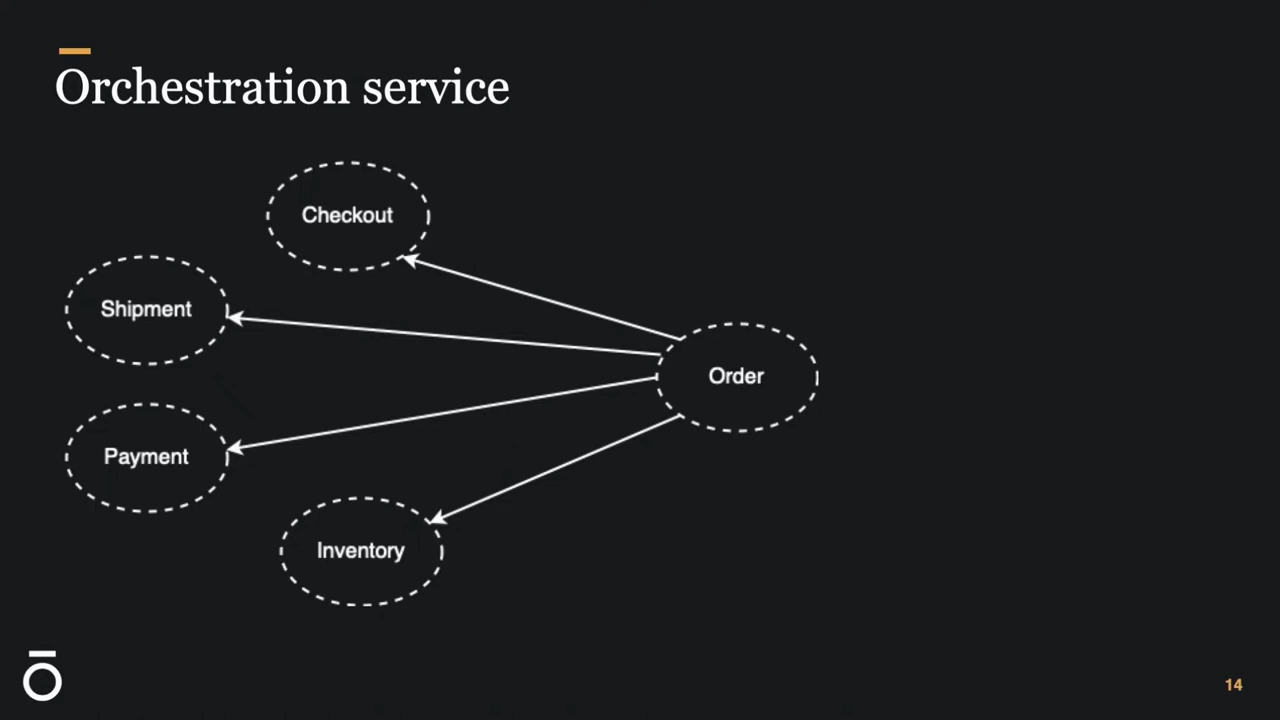 Orchestration service
Checkout
Shipment
Order
Payment
Inventory
14